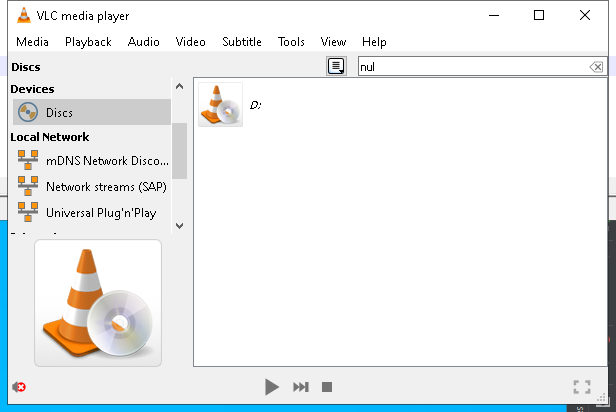 VLC media player
Media Playback Audio Video Subtitle Tools View Help
Discs
nul
Devices
Discs
D:
Local Network
mDNS Network Disco...
Network streams (SAP)
Universal Plug'n'Play